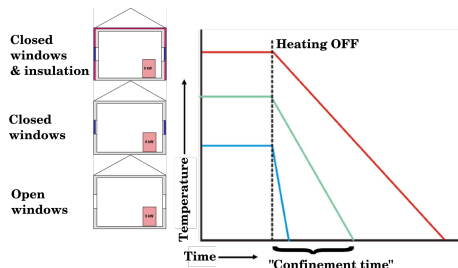 Closed
windows
& insulation
Closed
windows
Open
windows
Heating OFF
Temperature
Time
"Confinement time"